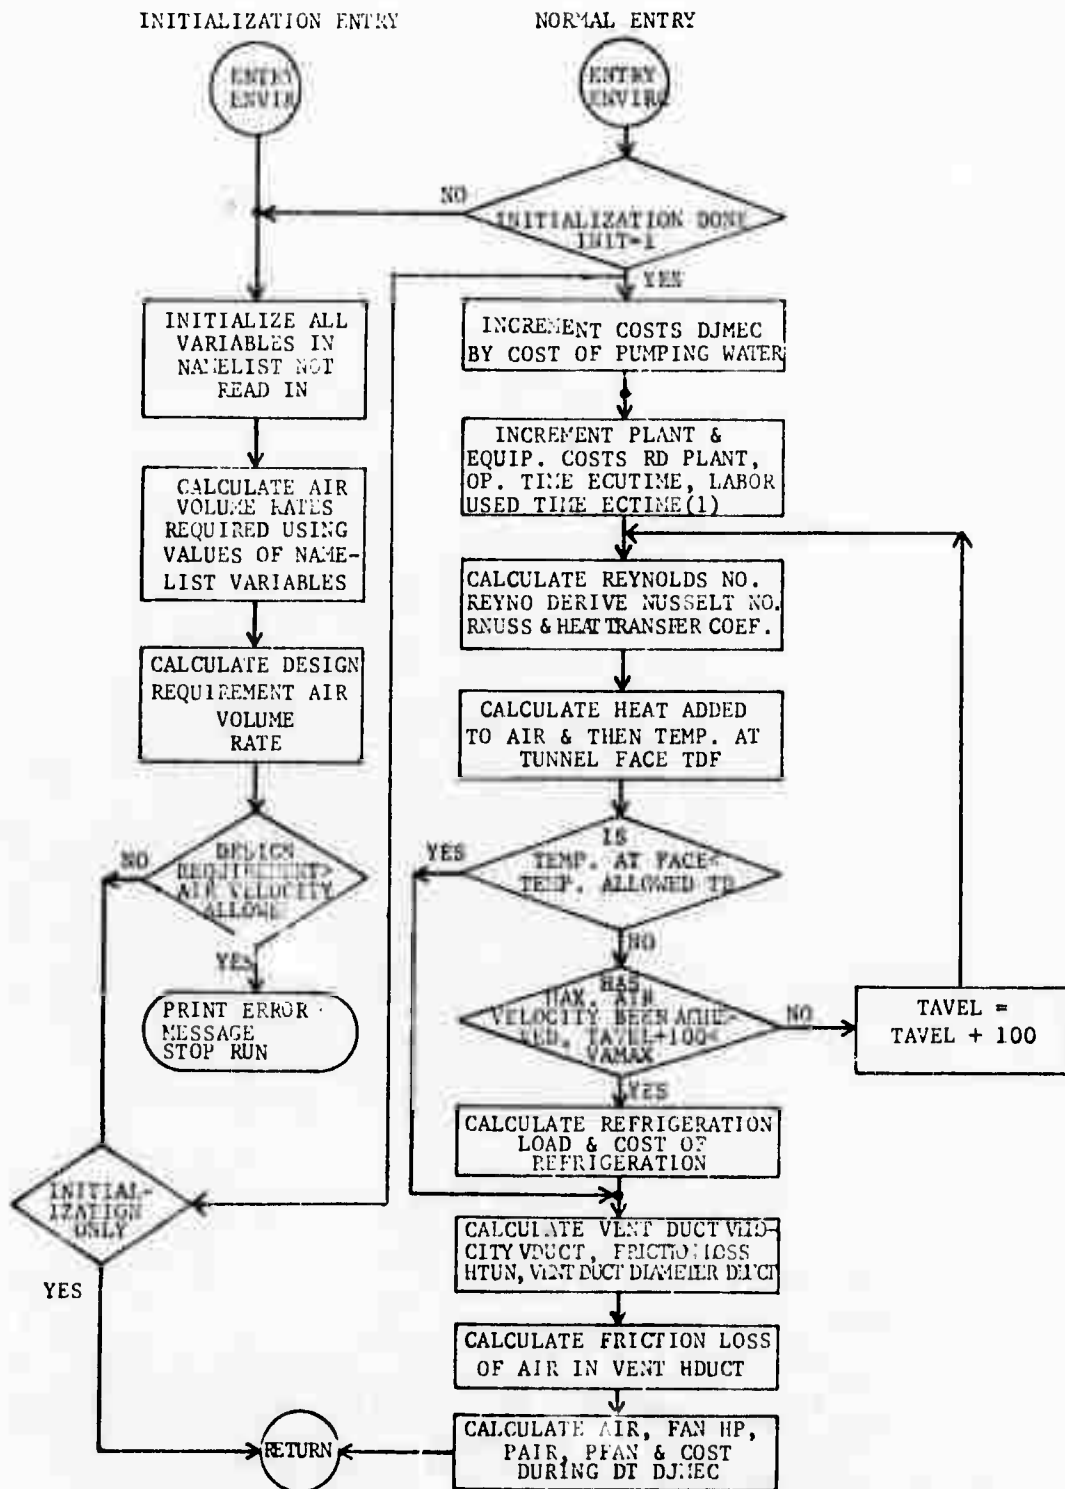 INITIALIZATION ENTRY
NORMAL ENTRY
ENTRY
ENVIR
ENTRY
ENVIRO
NO
INITIALIZATION DONE
INIT=1
YES
INITIALIZE ALL
VARIABLES IN
NAMELIST NOT
READ IN
INCREMENT COSTS DJMEC
BY COST OF PUMPING WATER
INCREMENT PLANT &
EQUIP. COSTS RD PLANT,
OP. TIME ECUTIME, LABOR
USED TIME ECTIME(1)
CALCULATE AIR
VOLUME RATES
REQUIRED USING
VALUES OF NAME-
LIST VARIABLES
CALCULATE REYNOLDS NO.
REYNO DERIVE NUSSELT NO.
RNUSS & HEAT TRANSFER COEF.
CALCULATE DESIGN
REQUIREMENT AIR
VOLUME
RATE
CALCULATE HEAT ADDED
TO AIR & THEN TEMP. AT
TUNNEL FACE TDF
NO
DESIGN
REQUIREMENT>
AIR VELOCITY
ALLOWE
YES
PRINT ERROR
MESSAGE
STOP RUN
YES
IS
TEMP. AT FACE<
TEMP. ALLOWED TD
NO
HAS
MAX. AIR
VELOCITY BEEN ACHIE-
VED, TAVEL+100<
VAMAX
NO
TAVEL =
TAVEL + 100
YES
CALCULATE REFRIGERATION
LOAD & COST OF
REFRIGERATION
INITIAL-
IZATION
ONLY
YES
CALCULATE VENT DUCT VELO-
CITY VDUCT, FRICTION LOSS
HTUN, VENT DUCT DIAMETER DDUCT
CALCULATE FRICTION LOSS
OF AIR IN VENT HDUCT
CALCULATE AIR, FAN HP,
PAIR, PFAN & COST
DURING DT DJMEC
RETURN